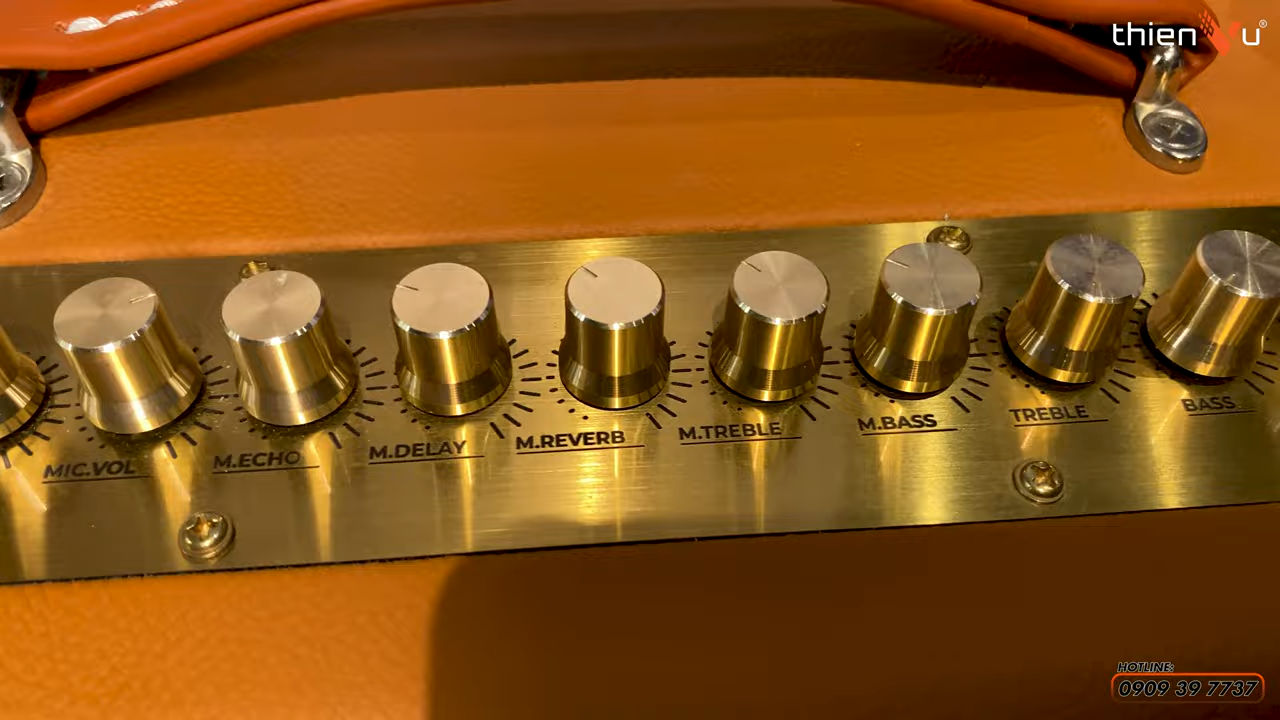 thienVu®
MIC.VOL M.ECHO M.DELAY M.REVERB M.TREBLE M.BASS TREBLE BASS
HOTLINE:
0909 39 7737